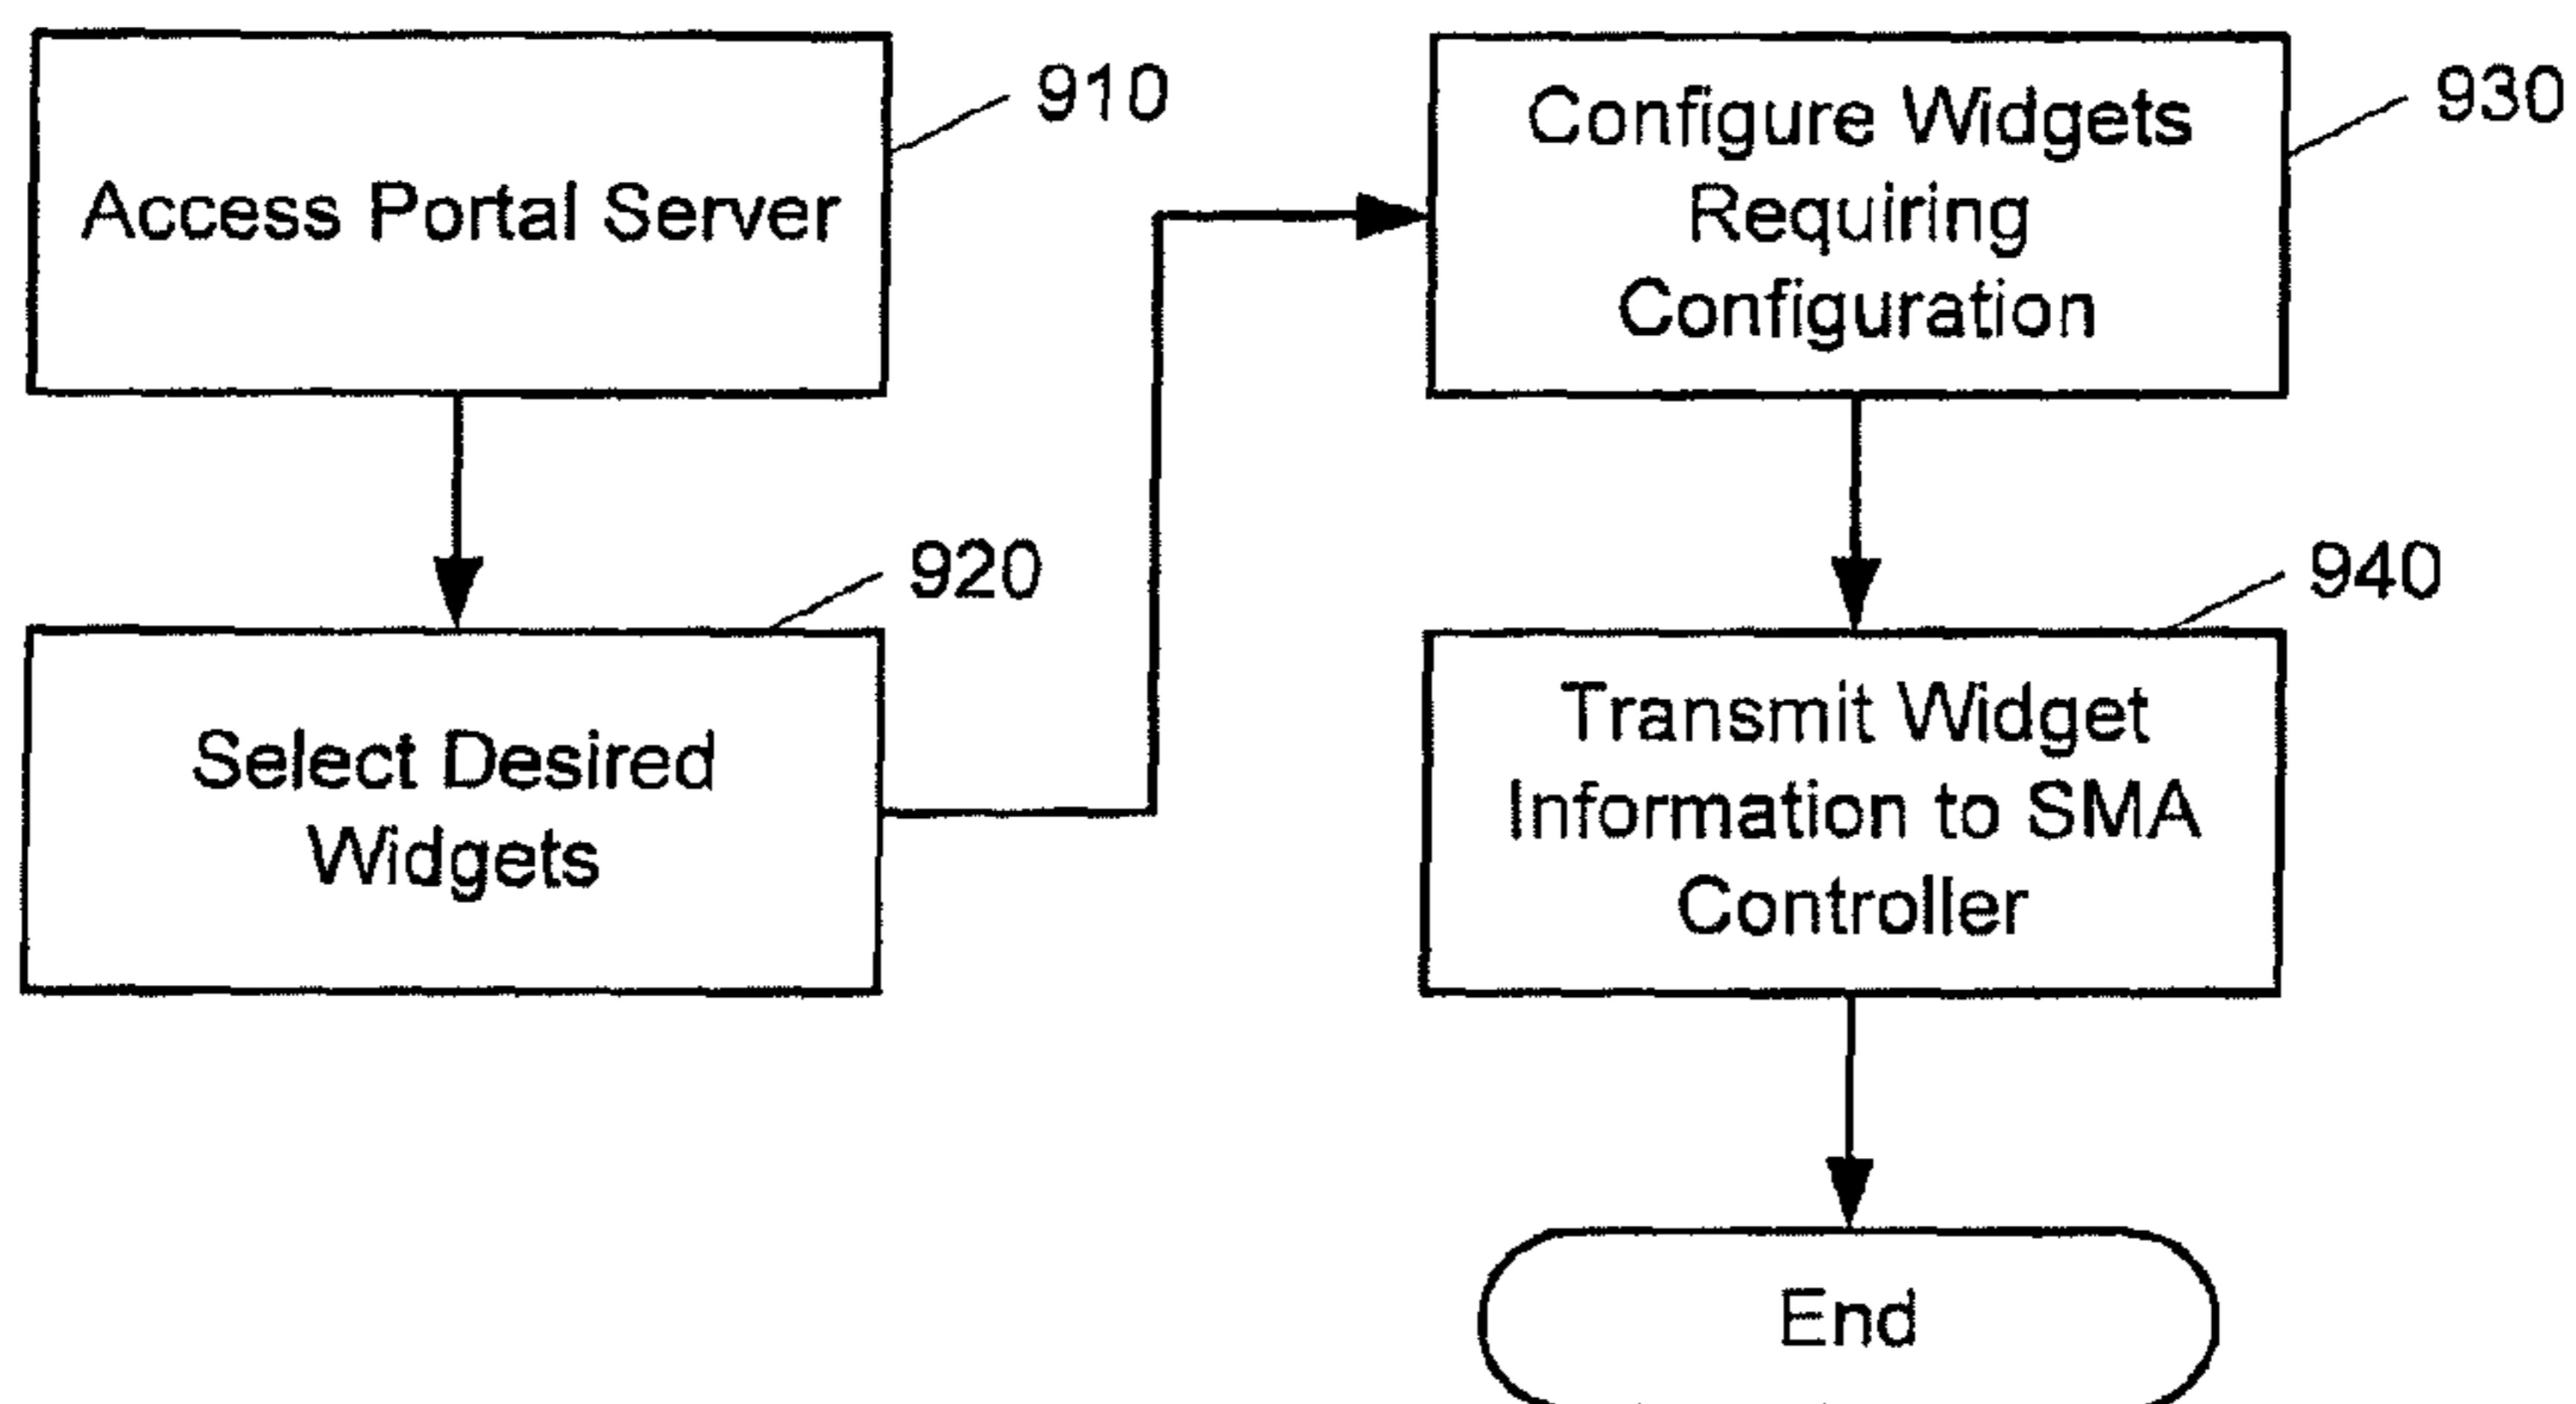 Access Portal Server
910
Select Desired
Widgets
920
Configure Widgets
Requiring
Configuration
930
Transmit Widget
Information to SMA
Controller
940
End